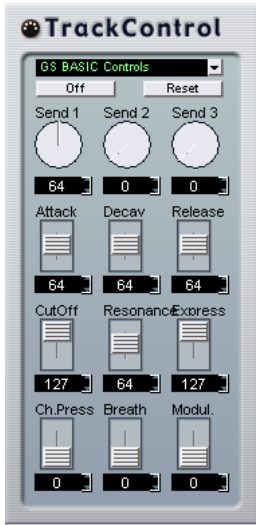 TrackControl
GS BASIC Controls
Off Reset
Send 1 Send 2 Send 3
64 0 0
Attack Decay Release
64 64 64
CutOff Resonance Express
127 64 127
Ch.Press Breath Modul.
0 0 0